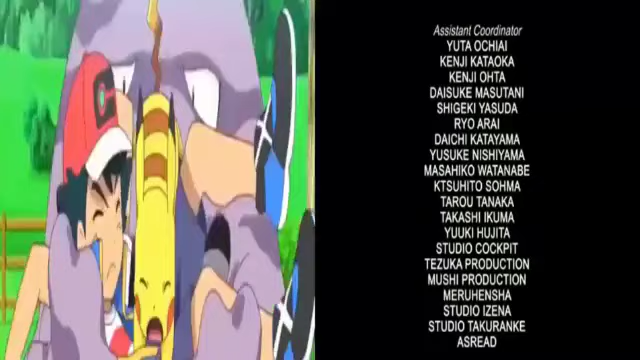 Assistant Coordinator
YUTA OCHIAI
KENJI KATAOKA
KENJI OHTA
DAISUKE MASUTANI
SHIGEKI YASUDA
RYO ARAI
DAICHI KATAYAMA
YUSUKE NISHIYAMA
MASAHIKO WATANABE
KTSUHITO SOHMA
TAROU TANAKA
TAKASHI IKUMA
YUUKI HUJITA
STUDIO COCKPIT
TEZUKA PRODUCTION
MUSHI PRODUCTION
MERUHENSHA
STUDIO IZENA
STUDIO TAKURANKE
ASREAD